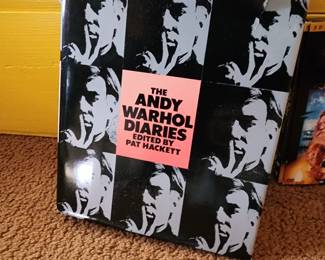 THE
ANDY
WARHOL
DIARIES
EDITED BY
PAT HACKETT